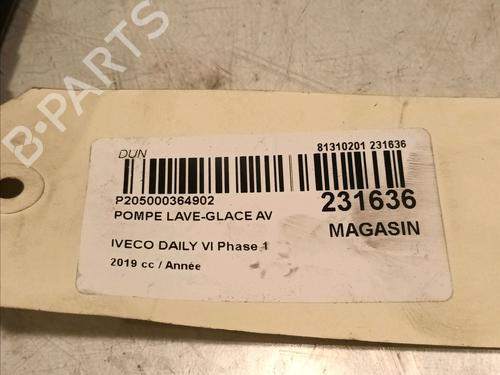 B-PARTS
DUN
81310201 231636
P205000364902
231636
POMPE LAVE-GLACE AV
MAGASIN
IVECO DAILY VI Phase 1
2019 cc / Année